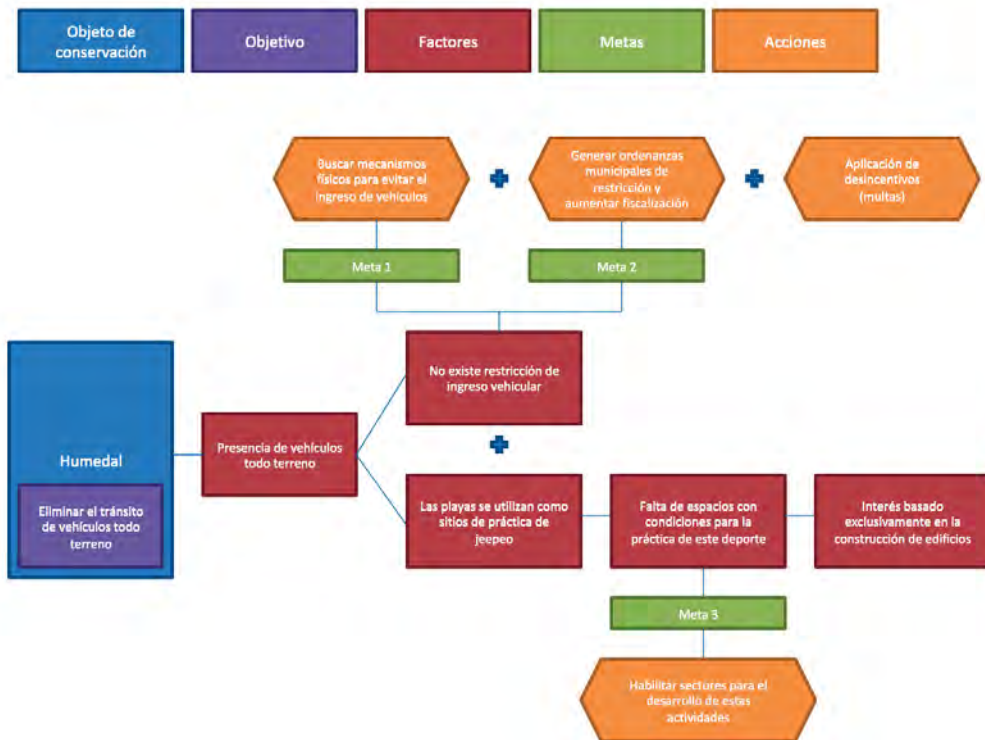 Objeto de
conservación
Objetivo
Factores
Metas
Acciones
Buscar mecanismos
físicos para evitar el
ingreso de vehículos
Generar ordenanzas
municipales de
restricción y
aumentar fiscalización
Aplicación de
desincentivos
(multas)
Meta 1
Meta 2
No existe restricción de
ingreso vehicular
Humedal
Eliminar el tránsito
de vehículos todo
terreno
Presencia de vehículos
todo terreno
Las playas se utilizan como
sitios de práctica de
jeepeo
Falta de espacios con
condiciones para la
práctica de este deporte
Interés basado
exclusivamente en la
construcción de edificios
Meta 3
Habilitar sectores para el
desarrollo de estas
actividades